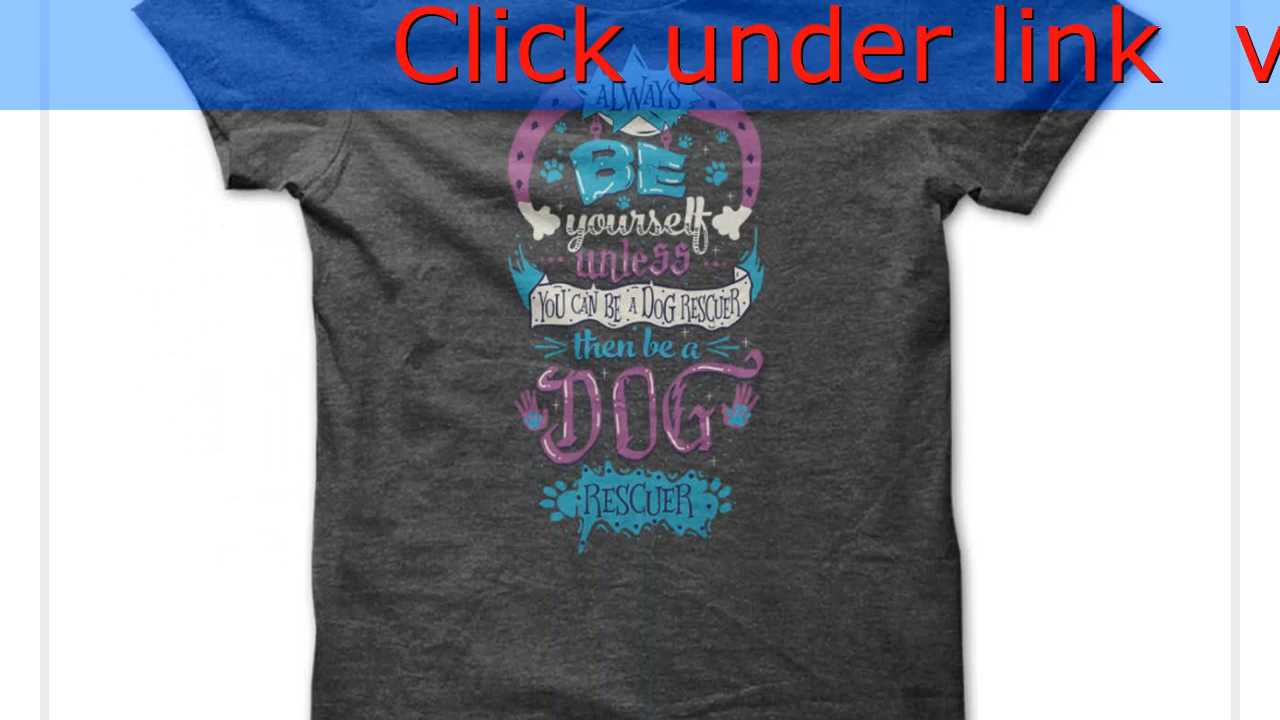 Click under link v
ALWAYS
BE
yourself
unless
YOU CAN BE A DOG RESCUER
then be a
DOG
RESCUER